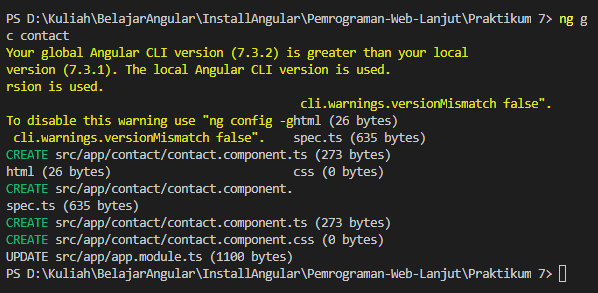 PS D:\Kuliah\BelajarAngular\InstallAngular\Pemrograman-Web-Lanjut\Praktikum 7> ng g
c contact
Your global Angular CLI version (7.3.2) is greater than your local
version (7.3.1). The local Angular CLI version is used.
rsion is used.
cli.warnings.versionMismatch false".
To disable this warning use "ng config -ghtml (26 bytes)
cli.warnings.versionMismatch false". spec.ts (635 bytes)
CREATE src/app/contact/contact.component.ts (273 bytes)
html (26 bytes) css (0 bytes)
CREATE src/app/contact/contact.component.
spec.ts (635 bytes)
CREATE src/app/contact/contact.component.ts (273 bytes)
CREATE src/app/contact/contact.component.css (0 bytes)
UPDATE src/app/app.module.ts (1100 bytes)
PS D:\Kuliah\BelajarAngular\InstallAngular\Pemrograman-Web-Lanjut\Praktikum 7>